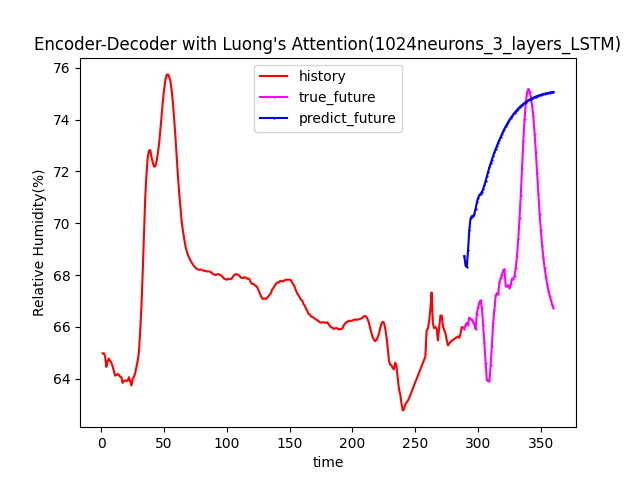 Encoder-Decoder with Luong's Attention(1024neurons_3_layers_LSTM)
history
true_future
predict_future
Relative Humidity(%)
76
74
72
70
68
66
64
0 50 100 150 200 250 300 350
time